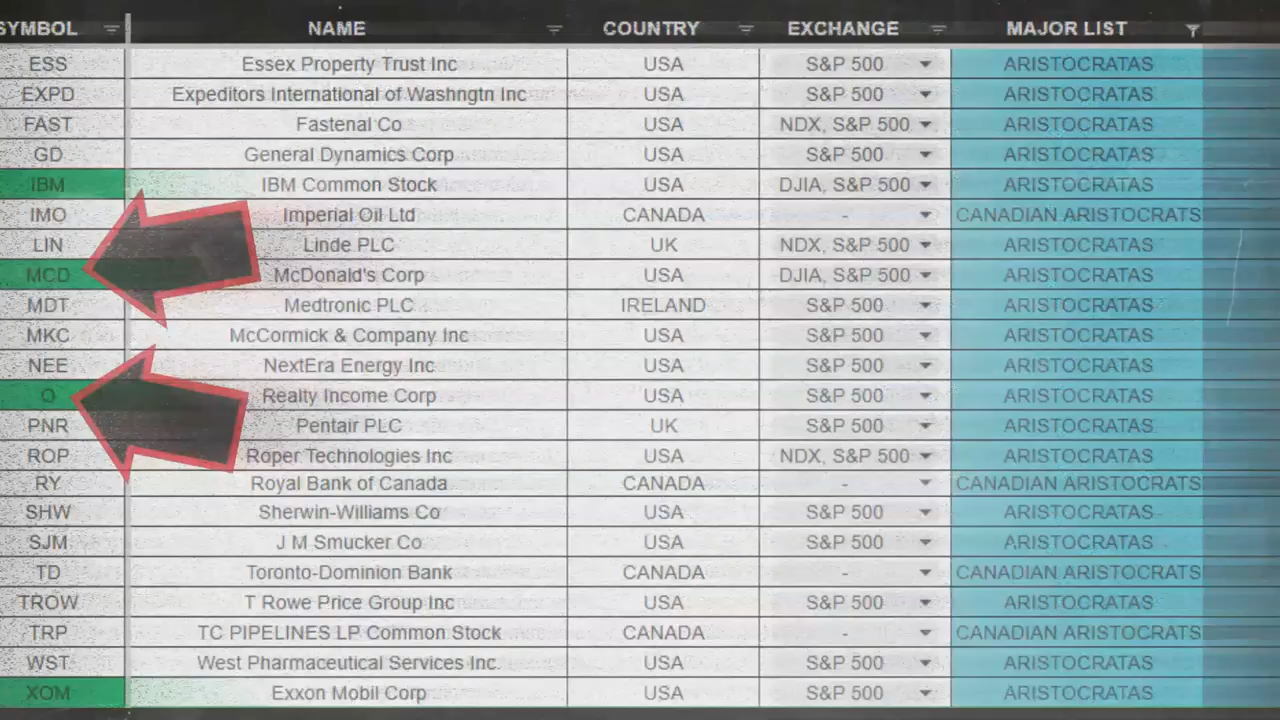 SYMBOL NAME COUNTRY EXCHANGE MAJOR LIST
ESS Essex Property Trust Inc USA S&P 500 ARISTOCRATAS
EXPD Expeditors International of Washngtn Inc USA S&P 500 ARISTOCRATAS
FAST Fastenal Co USA NDX, S&P 500 ARISTOCRATAS
GD General Dynamics Corp USA S&P 500 ARISTOCRATAS
IBM IBM Common Stock USA DJIA, S&P 500 ARISTOCRATAS
IMO Imperial Oil Ltd CANADA - CANADIAN ARISTOCRATS
LIN Linde PLC UK NDX, S&P 500 ARISTOCRATAS
MCD McDonald's Corp USA DJIA, S&P 500 ARISTOCRATAS
MDT Medtronic PLC IRELAND S&P 500 ARISTOCRATAS
MKC McCormick & Company Inc USA S&P 500 ARISTOCRATAS
NEE NextEra Energy Inc USA S&P 500 ARISTOCRATAS
O Realty Income Corp USA S&P 500 ARISTOCRATAS
PNR Pentair PLC UK S&P 500 ARISTOCRATAS
ROP Roper Technologies Inc USA NDX, S&P 500 ARISTOCRATAS
RY Royal Bank of Canada CANADA - CANADIAN ARISTOCRATS
SHW Sherwin-Williams Co USA S&P 500 ARISTOCRATAS
SJM J M Smucker Co USA S&P 500 ARISTOCRATAS
TD Toronto-Dominion Bank CANADA - CANADIAN ARISTOCRATS
TROW T Rowe Price Group Inc USA S&P 500 ARISTOCRATAS
TRP TC PIPELINES LP Common Stock CANADA - CANADIAN ARISTOCRATS
WST West Pharmaceutical Services Inc. USA S&P 500 ARISTOCRATAS
XOM Exxon Mobil Corp USA S&P 500 ARISTOCRATAS